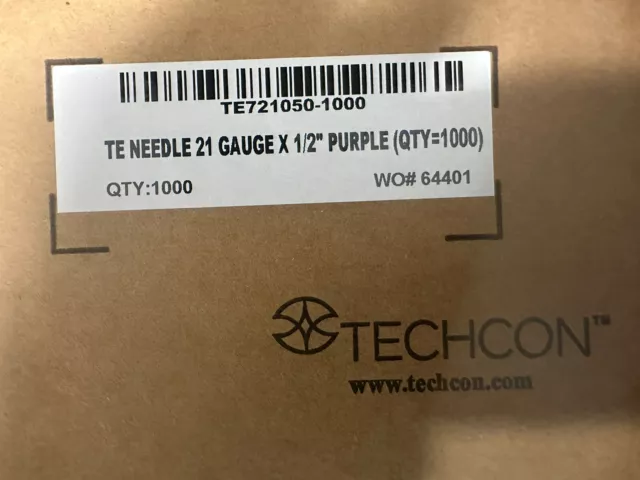 TE721050-1000
TE NEEDLE 21 GAUGE X 1/2" PURPLE (QTY=1000)
QTY:1000 WO# 64401
TECHCON™
www.techcon.com